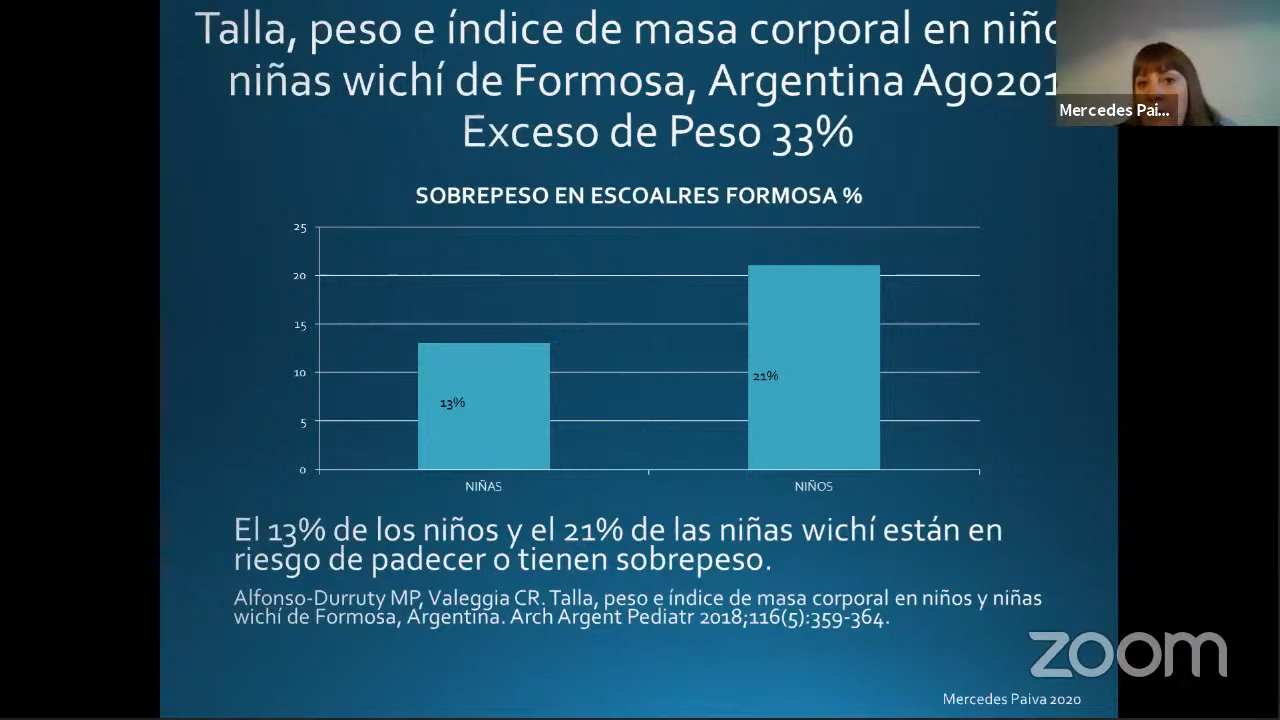 Talla, peso e índice de masa corporal en niño
niñas wichí de Formosa, Argentina Ago201
Exceso de Peso 33%
Mercedes Pai...
SOBREPESO EN ESCOALRES FORMOSA %
25
20
15
10
5
0
13%
21%
NIÑAS
NIÑOS
El 13% de los niños y el 21% de las niñas wichí están en
riesgo de padecer o tienen sobrepeso.
Alfonso-Durruty MP, Valeggia CR. Talla, peso e índice de masa corporal en niños y niñas
wichí de Formosa, Argentina. Arch Argent Pediatr 2018;116(5):359-364.
zoom
Mercedes Paiva 2020